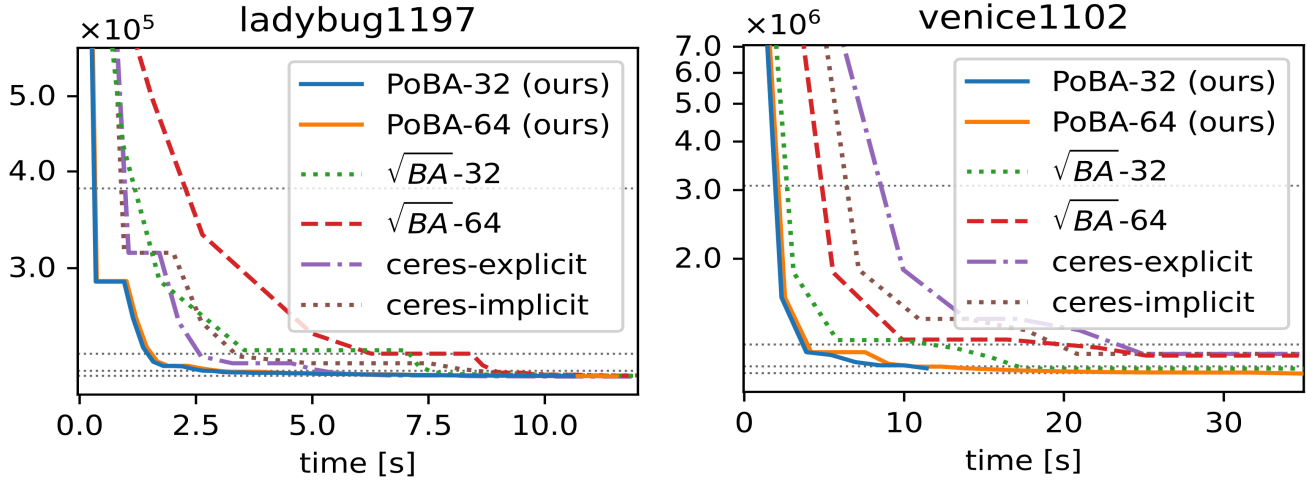 ladybug1197
×10⁵
5.0
4.0
3.0
PoBA-32 (ours)
PoBA-64 (ours)
√BA-32
√BA-64
ceres-explicit
ceres-implicit
0.0 2.5 5.0 7.5 10.0
time [s]
venice1102
×10⁶
7.0
6.0
5.0
4.0
3.0
2.0
PoBA-32 (ours)
PoBA-64 (ours)
√BA-32
√BA-64
ceres-explicit
ceres-implicit
0 10 20 30
time [s]